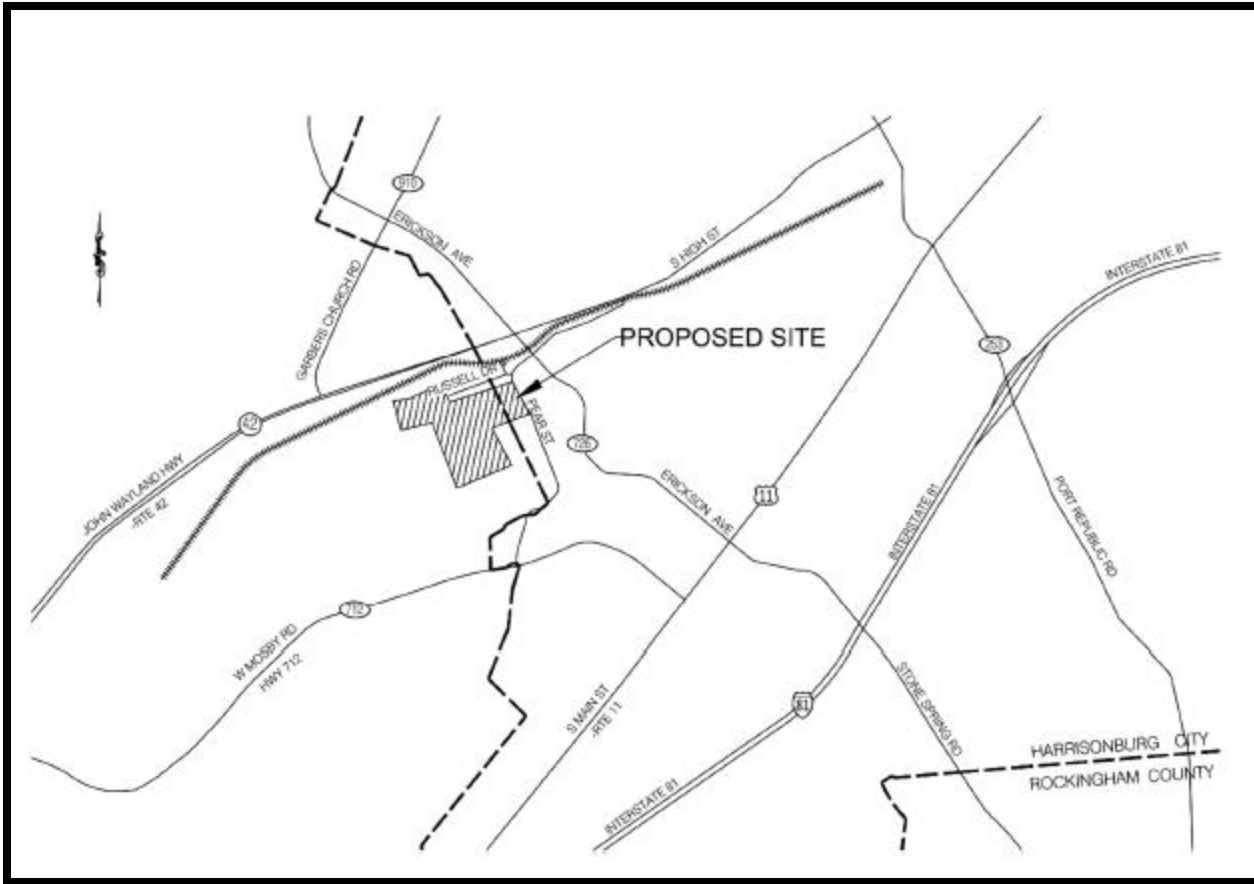 910
ERICKSON AVE
S HIGH ST
INTERSTATE 81
GARBERS CHURCH RD
PROPOSED SITE
253
RUSSELL DR
PEAR ST
42
726
JOHN WAYLAND HWY
-RTE 42
ERICKSON AVE
11
INTERSTATE 81
PORT REPUBLIC RD
712
W MOSBY RD
HWY 712
S MAIN ST
-RTE 11
STONE SPRING RD
81
HARRISONBURG CITY
ROCKINGHAM COUNTY
INTERSTATE 81